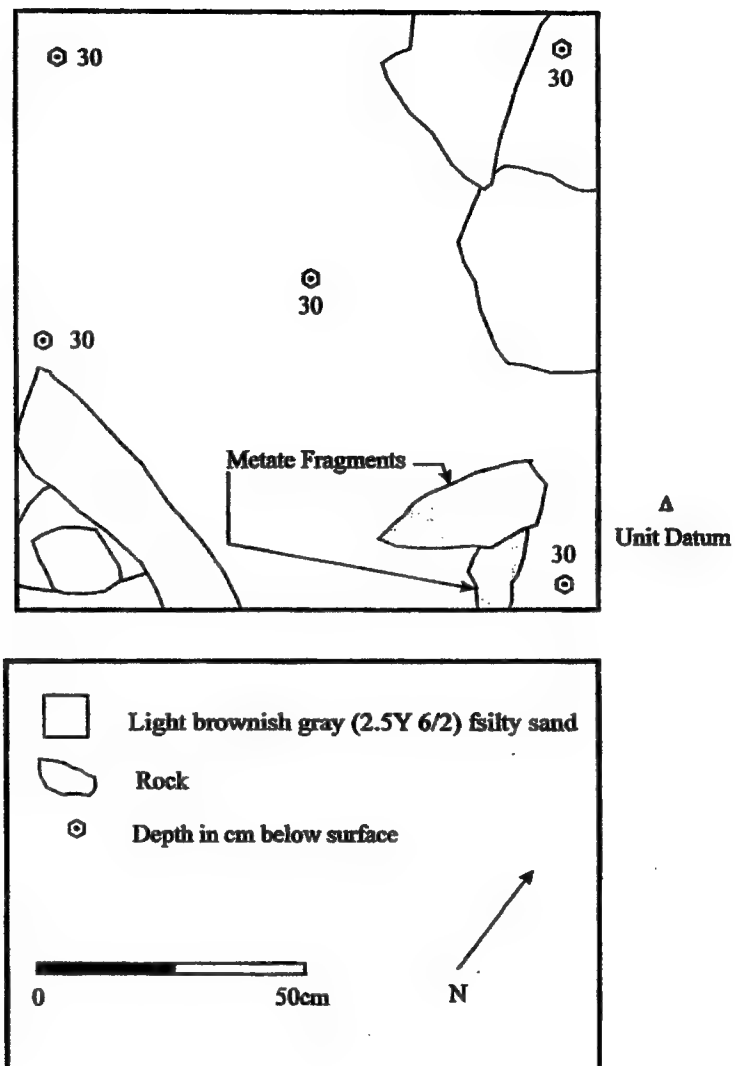 30
30
30
30
Metate Fragments
Δ
Unit Datum
30
Light brownish gray (2.5Y 6/2) fsilty sand
Rock
Depth in cm below surface
0 50cm
N